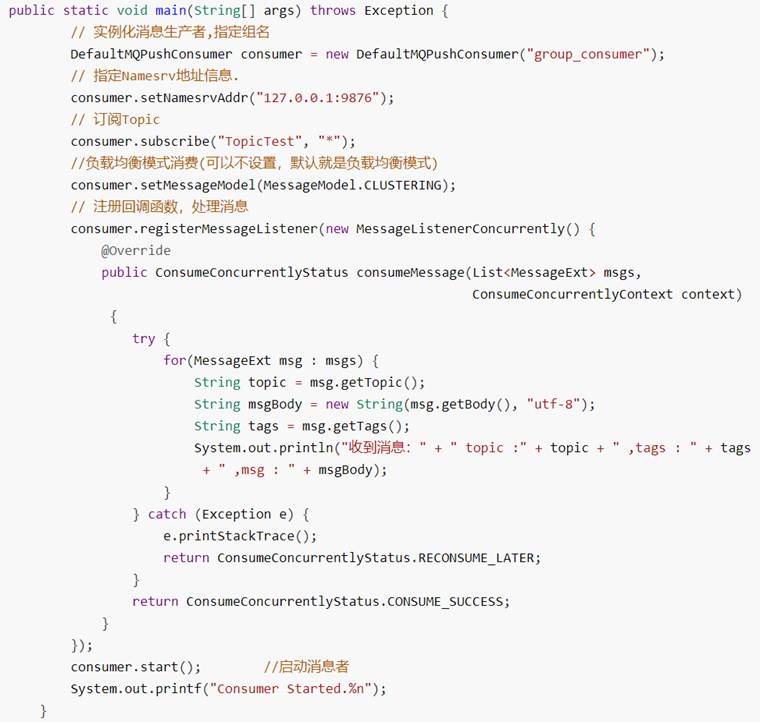 public static void main(String[] args) throws Exception {
// 实例化消息生产者,指定组名
DefaultMQPushConsumer consumer = new DefaultMQPushConsumer("group_consumer");
// 指定Namesrv地址信息.
consumer.setNamesrvAddr("127.0.0.1:9876");
// 订阅Topic
consumer.subscribe("TopicTest", "*");
//负载均衡模式消费(可以不设置，默认就是负载均衡模式)
consumer.setMessageModel(MessageModel.CLUSTERING);
// 注册回调函数，处理消息
consumer.registerMessageListener(new MessageListenerConcurrently() {
@Override
public ConsumeConcurrentlyStatus consumeMessage(List<MessageExt> msgs,
ConsumeConcurrentlyContext context)
{
try {
for(MessageExt msg : msgs) {
String topic = msg.getTopic();
String msgBody = new String(msg.getBody(), "utf-8");
String tags = msg.getTags();
System.out.println("收到消息：" + " topic :" + topic + " ,tags : " + tags
+ " ,msg : " + msgBody);
}
} catch (Exception e) {
e.printStackTrace();
return ConsumeConcurrentlyStatus.RECONSUME_LATER;
}
return ConsumeConcurrentlyStatus.CONSUME_SUCCESS;
}
});
consumer.start(); //启动消息者
System.out.printf("Consumer Started.%n");
}